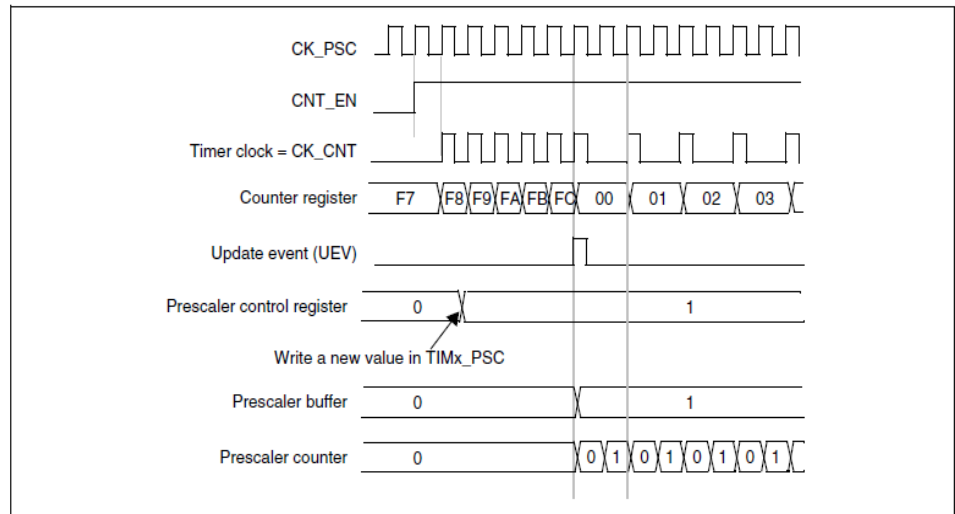 CK_PSC
CNT_EN
Timer clock = CK_CNT
Counter register F7 F8 F9 FA FB FC 00 01 02 03
Update event (UEV)
Prescaler control register 0 1
Write a new value in TIMx_PSC
Prescaler buffer 0 1
Prescaler counter 0 0 1 0 1 0 1 0 1